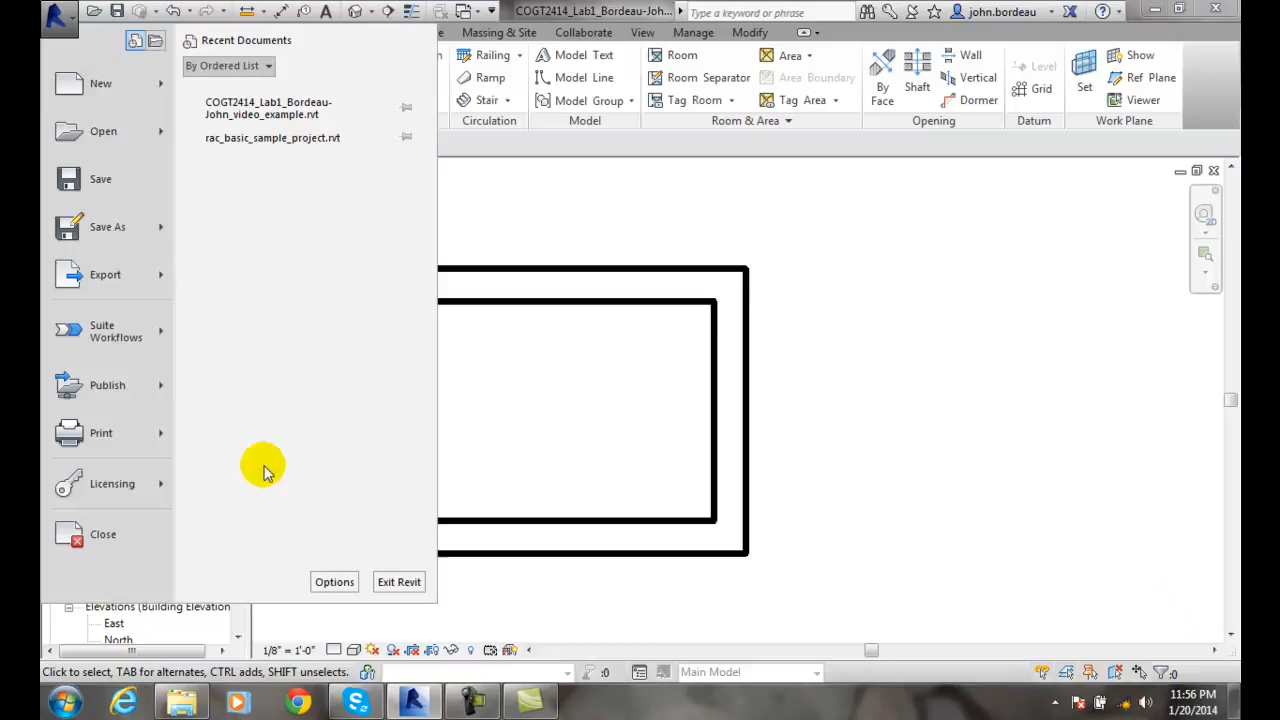 COGT2414_Lab1_Bordeau-Joh...
Type a keyword or phrase
john.bordeau
Massing & Site
Collaborate
View
Manage
Modify
Recent Documents
By Ordered List
COGT2414_Lab1_Bordeau-
John_video_example.rvt
rac_basic_sample_project.rvt
New
Open
Save
Save As
Export
Suite
Workflows
Publish
Print
Licensing
Close
Options
Exit Revit
Railing
Ramp
Stair
Circulation
Model Text
Model Line
Model Group
Model
Room
Room Separator
Tag Room
Area
Area Boundary
Tag Area
Room & Area
By
Face
Shaft
Wall
Vertical
Dormer
Opening
Level
Grid
Datum
Set
Show
Ref Plane
Viewer
Work Plane
2D
Elevations (Building Elevation
East
North
1/8" = 1'-0"
Click to select, TAB for alternates, CTRL adds, SHIFT unselects.
:0
Main Model
:0
11:56 PM
1/20/2014